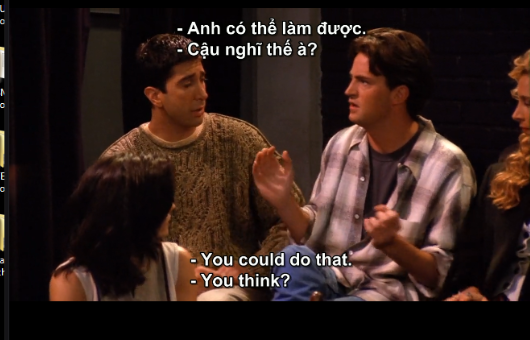 - Anh có thể làm được.
- Cậu nghĩ thế à?
- You could do that.
- You think?